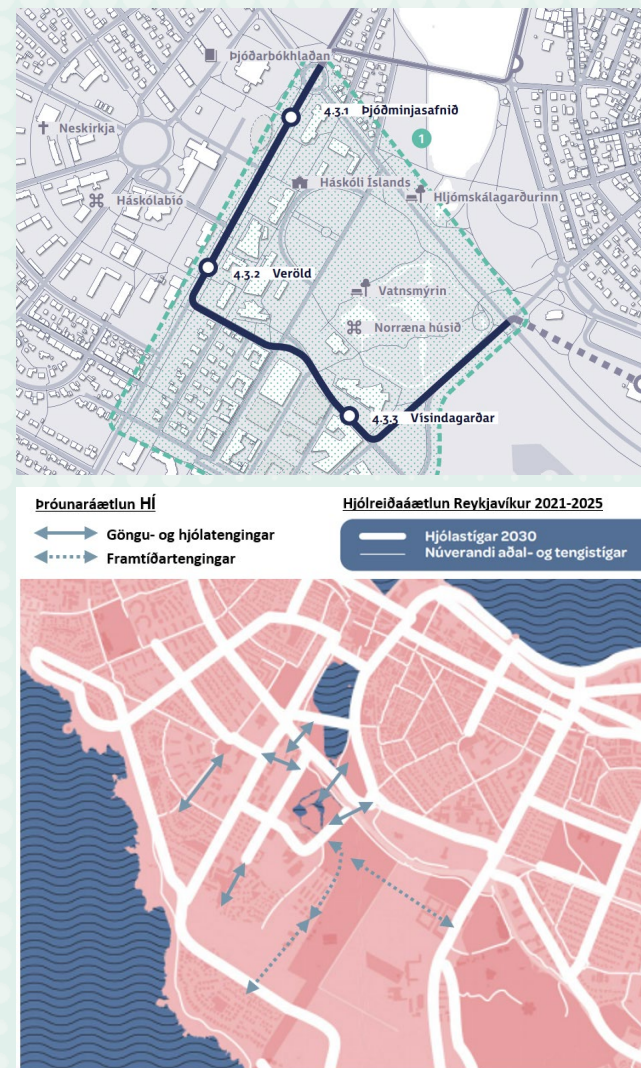 Þjóðarbókhlaðan
4.3.1 Þjóðminjasafnið
1
Neskirkja
Háskóli Íslands
Hljómskálagarðurinn
Háskólabíó
4.3.2 Veröld
Vatnsmýrin
Norræna húsið
4.3.3 Vísindagarðar
Þróunaráætlun HÍ
Göngu- og hjólatengingar
Framtíðartengingar
Hjólreiðaáætlun Reykjavíkur 2021-2025
Hjólastígar 2030
Núverandi aðal- og tengistígar